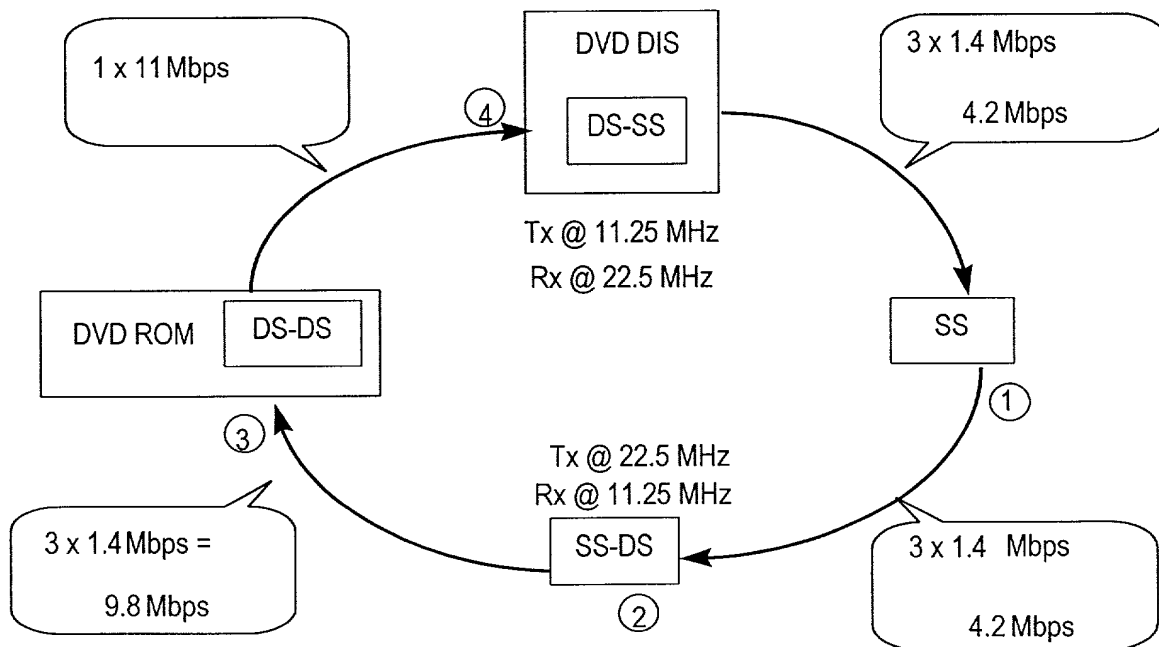 1 x 11 Mbps
DVD DIS
DS-SS
3 x 1.4 Mbps
4.2 Mbps
4
Tx @ 11.25 MHz
Rx @ 22.5 MHz
DVD ROM
DS-DS
SS
1
3
Tx @ 22.5 MHz
Rx @ 11.25 MHz
SS-DS
2
3 x 1.4 Mbps =
9.8 Mbps
3 x 1.4 Mbps
4.2 Mbps